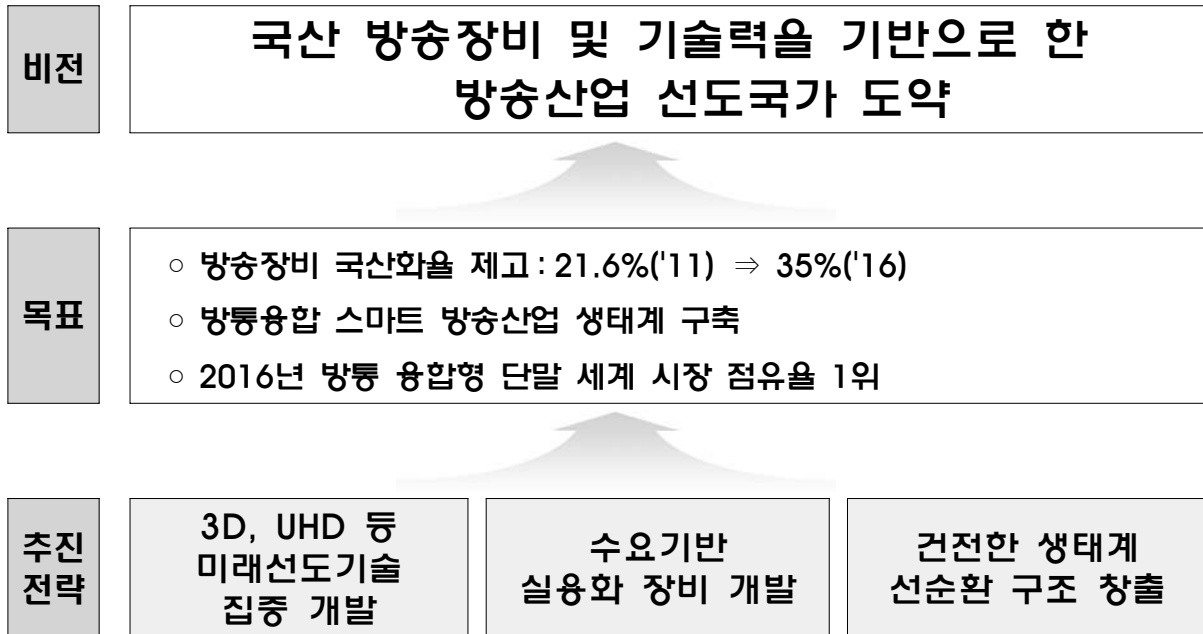 비전
국산 방송장비 및 기술력을 기반으로 한
방송산업 선도국가 도약
목표
○ 방송장비 국산화율 제고 : 21.6%('11) ⇒ 35%('16)
○ 방통융합 스마트 방송산업 생태계 구축
○ 2016년 방통 융합형 단말 세계 시장 점유율 1위
추진
전략
3D, UHD 등
미래선도기술
집중 개발
수요기반
실용화 장비 개발
건전한 생태계
선순환 구조 창출